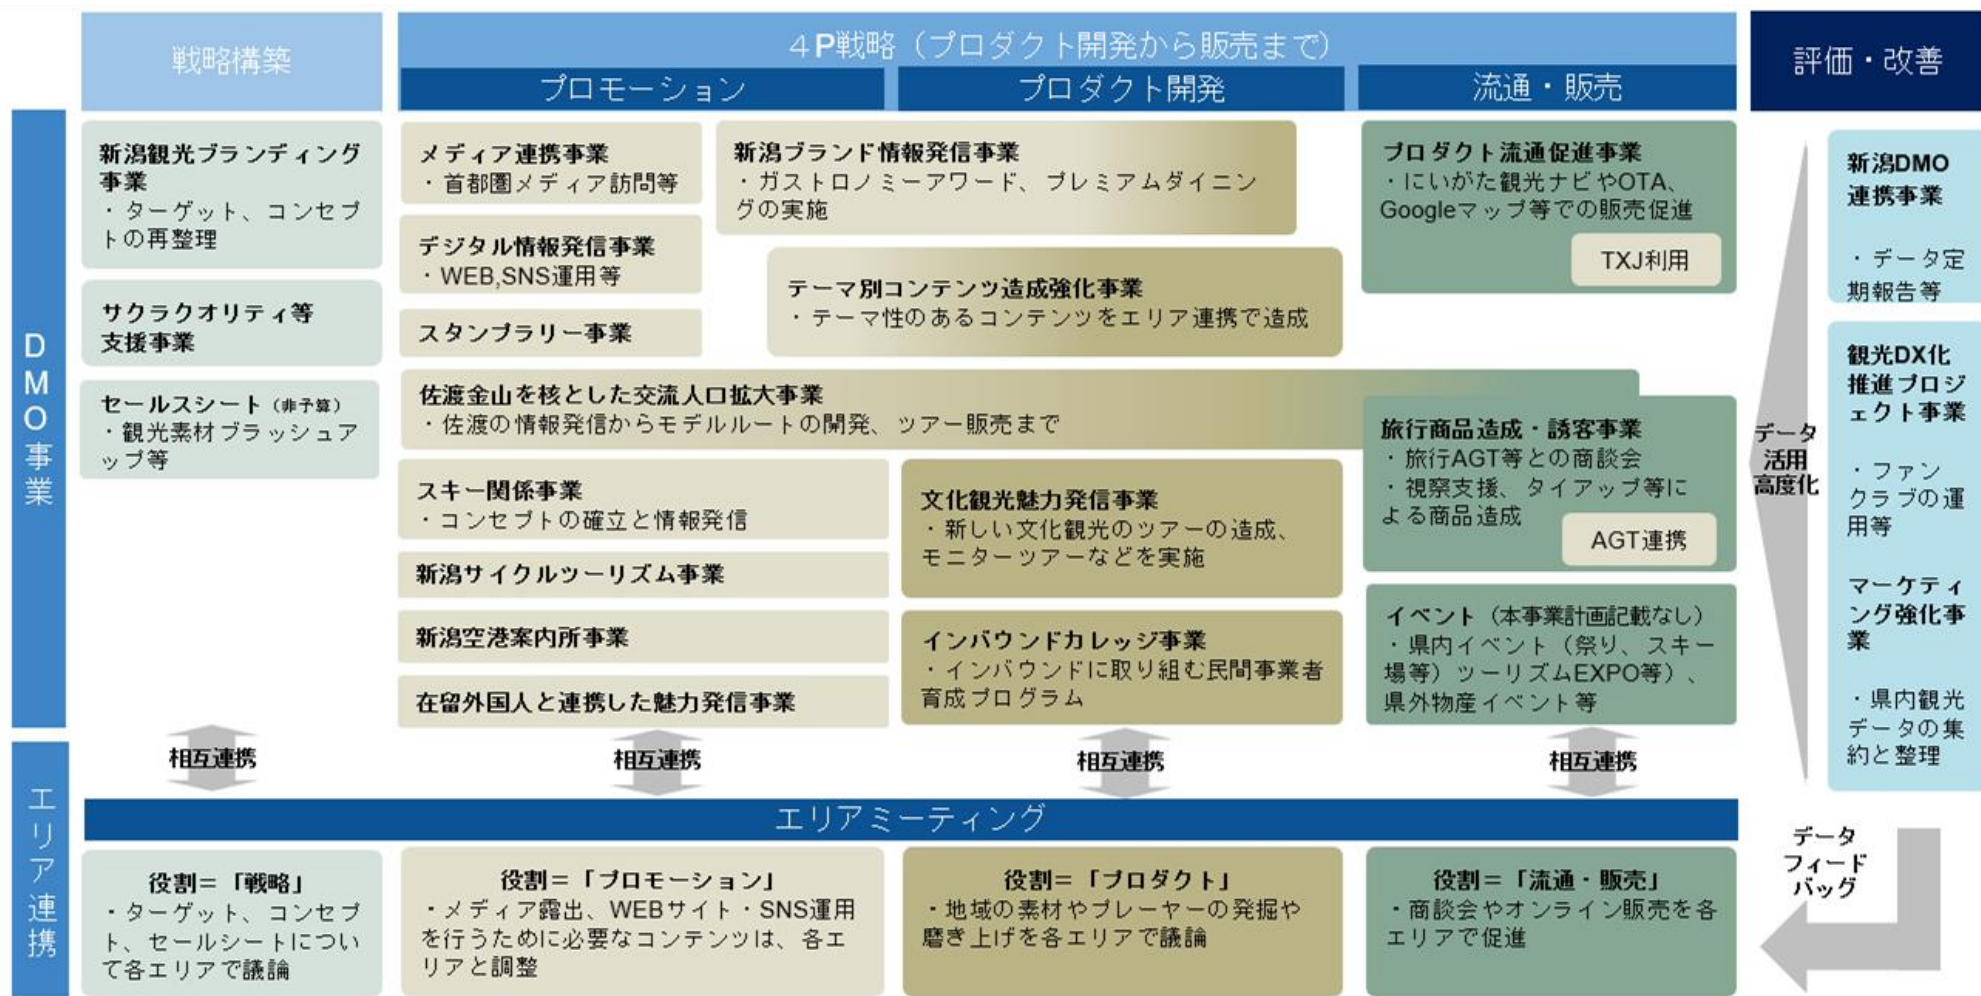 戦略構築
4P戦略（プロダクト開発から販売まで）
プロモーション
プロダクト開発
流通・販売
評価・改善
DMO事業
新潟観光ブランディング
事業
・ターゲット、コンセプ
トの再整理
サクラクオリティ等
支援事業
セールスシート（非予算）
・観光素材ブラッシュア
ップ等
メディア連携事業
・首都圏メディア訪問等
デジタル情報発信事業
・WEB,SNS運用等
スタンプラリー事業
新潟ブランド情報発信事業
・ガストロノミーアワード、プレミアムダイニン
グの実施
テーマ別コンテンツ造成強化事業
・テーマ性のあるコンテンツをエリア連携で造成
佐渡金山を核とした交流人口拡大事業
・佐渡の情報発信からモデルルートの開発、ツアー販売まで
スキー関係事業
・コンセプトの確立と情報発信
新潟サイクルツーリズム事業
新潟空港案内所事業
在留外国人と連携した魅力発信事業
文化観光魅力発信事業
・新しい文化観光のツアーの造成、
モニターツアーなどを実施
インバウンドカレッジ事業
・インバウンドに取り組む民間事業者
育成プログラム
プロダクト流通促進事業
・にいがた観光ナビやOTA、
Googleマップ等での販売促進
TXJ利用
旅行商品造成・誘客事業
・旅行AGT等との商談会
・視察支援、タイアップ等に
よる商品造成
AGT連携
イベント（本事業計画記載なし）
・県内イベント（祭り、スキー
場等）ツーリズムEXPO等）、
県外物産イベント等
データ
活用
高度化
新潟DMO
連携事業
・データ定
期報告等
観光DX化
推進プロジ
ェクト事業
・ファン
クラブの運
用等
マーケティ
ング強化事
業
・県内観光
データの集
約と整理
相互連携
相互連携
相互連携
相互連携
エリア連携
エリアミーティング
役割＝「戦略」
・ターゲット、コンセプ
ト、セールシートについ
て各エリアで議論
役割＝「プロモーション」
・メディア露出、WEBサイト・SNS運用
を行うために必要なコンテンツは、各エ
リアと調整
役割＝「プロダクト」
・地域の素材やプレーヤーの発掘や
磨き上げを各エリアで議論
役割＝「流通・販売」
・商談会やオンライン販売を各
エリアで促進
データ
フィード
バッグ